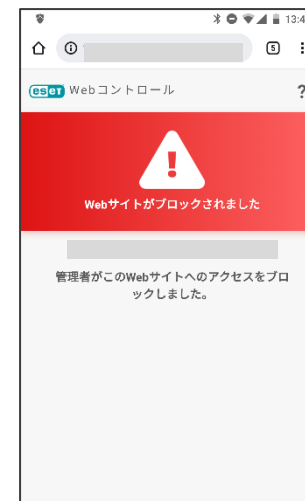 13:4
5
eset Webコントロール ?
!
Webサイトがブロックされました
管理者がこのWebサイトへのアクセスをブロ
ックしました。